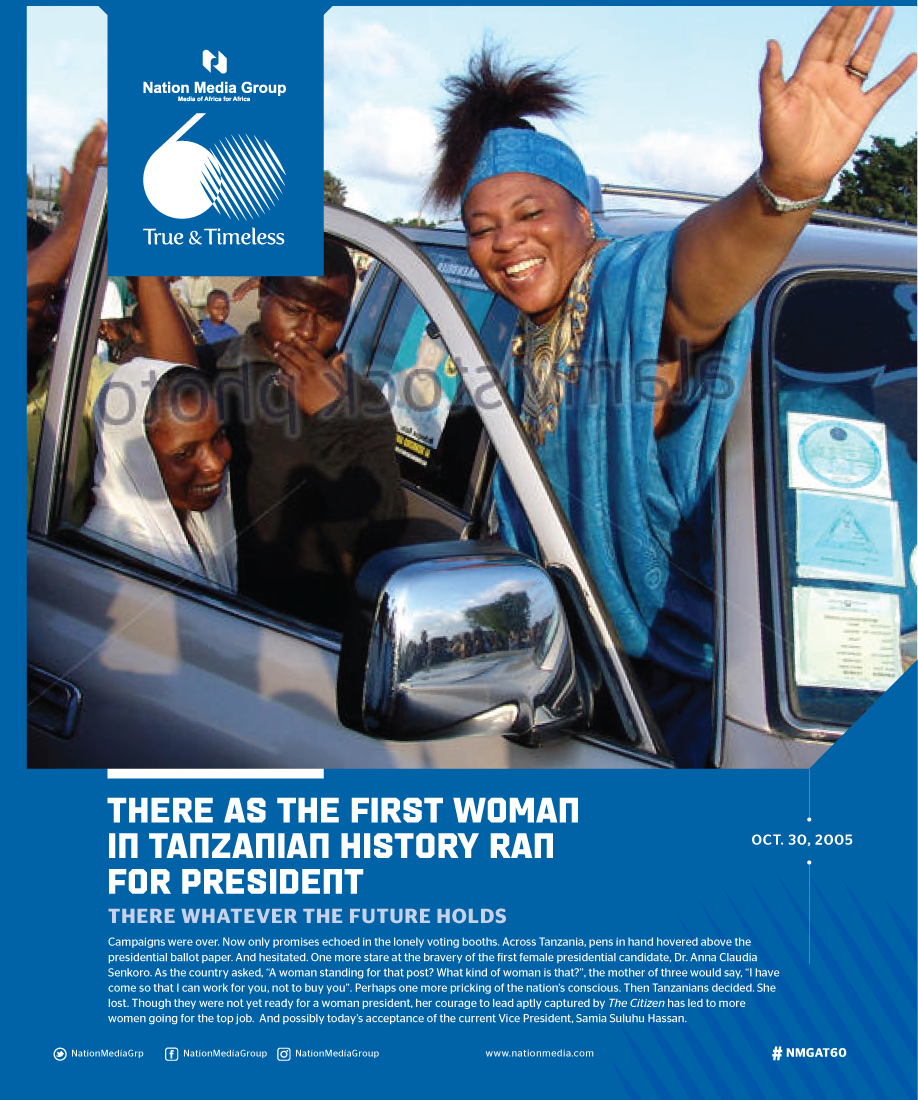 Nation Media Group
Media of Africa for Africa
60
True & Timeless
alamy stock photo
THERE AS THE FIRST WOMAN
IN TANZANIAN HISTORY RAN
FOR PRESIDENT
OCT. 30, 2005
THERE WHATEVER THE FUTURE HOLDS
Campaigns were over. Now only promises echoed in the lonely voting booths. Across Tanzania, pens in hand hovered above the
presidential ballot paper. And hesitated. One more stare at the bravery of the first female presidential candidate, Dr. Anna Claudia
Senkoro. As the country asked, “A woman standing for that post? What kind of woman is that?”, the mother of three would say, “I have
come so that I can work for you, not to buy you”. Perhaps one more pricking of the nation’s conscious. Then Tanzanians decided. She
lost. Though they were not yet ready for a woman president, her courage to lead aptly captured by The Citizen has led to more
women going for the top job. And possibly today’s acceptance of the current Vice President, Samia Suluhu Hassan.
NationMediaGrp NationMediaGroup NationMediaGroup www.nationmedia.com # NMGAT60